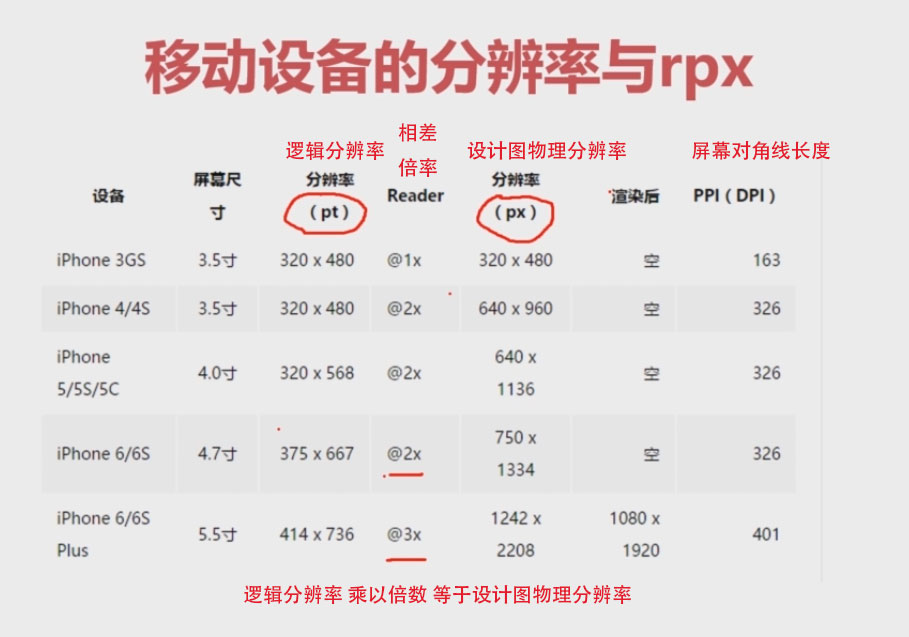 移动设备的分辨率与rpx
逻辑分辨率
相差
倍率
设计图物理分辨率
屏幕对角线长度
设备
屏幕尺
寸
分辨率
（pt）
Reader
分辨率
（px）
渲染后
PPI（DPI）
iPhone 3GS 3.5寸 320 x 480 @1x 320 x 480 空 163
iPhone 4/4S 3.5寸 320 x 480 @2x 640 x 960 空 326
iPhone
5/5S/5C
4.0寸 320 x 568 @2x
640 x
1136
空 326
iPhone 6/6S 4.7寸 375 x 667 @2x
750 x
1334
空 326
iPhone 6/6S
Plus
5.5寸 414 x 736 @3x
1242 x
2208
1080 x
1920
401
逻辑分辨率 乘以倍数 等于设计图物理分辨率